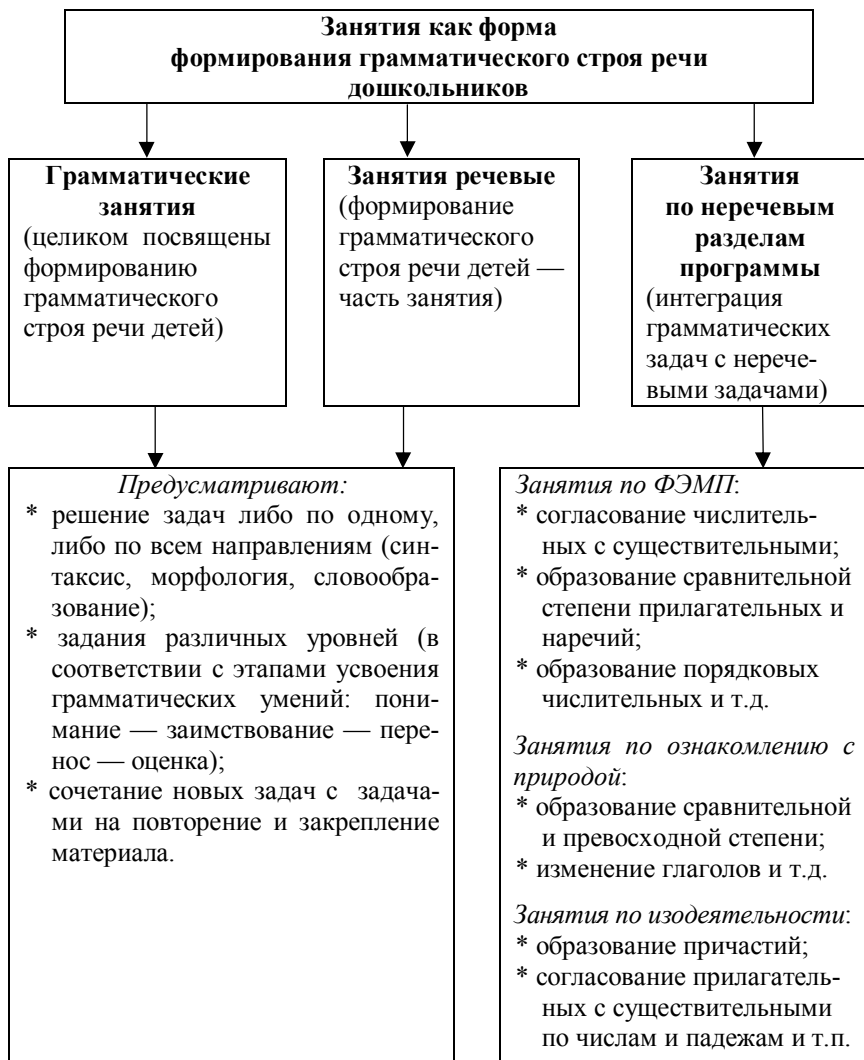 Занятия как форма
формирования грамматического строя речи
дошкольников
Грамматические
занятия
(целиком посвящены
формированию
грамматического
строя речи детей)
Занятия речевые
(формирование
грамматического
строя речи детей —
часть занятия)
Занятия
по неречевым
разделам
программы
(интеграция
грамматических
задач с нерече-
выми задачами)
Предусматривают:
* решение задач либо по одному,
либо по всем направлениям (син-
таксис, морфология, словообра-
зование);
* задания различных уровней (в
соответствии с этапами усвоения
грамматических умений: пони-
мание — заимствование — пере-
нос — оценка);
* сочетание новых задач с задача-
ми на повторение и закрепление
материала.
Занятия по ФЭМП:
* согласование числитель-
ных с существительными;
* образование сравнительной
степени прилагательных и
наречий;
* образование порядковых
числительных и т.д.
Занятия по ознакомлению с
природой:
* образование сравнительной
и превосходной степени;
* изменение глаголов и т.д.
Занятия по изодеятельности:
* образование причастий;
* согласование прилагатель-
ных с существительными
по числам и падежам и т.п.